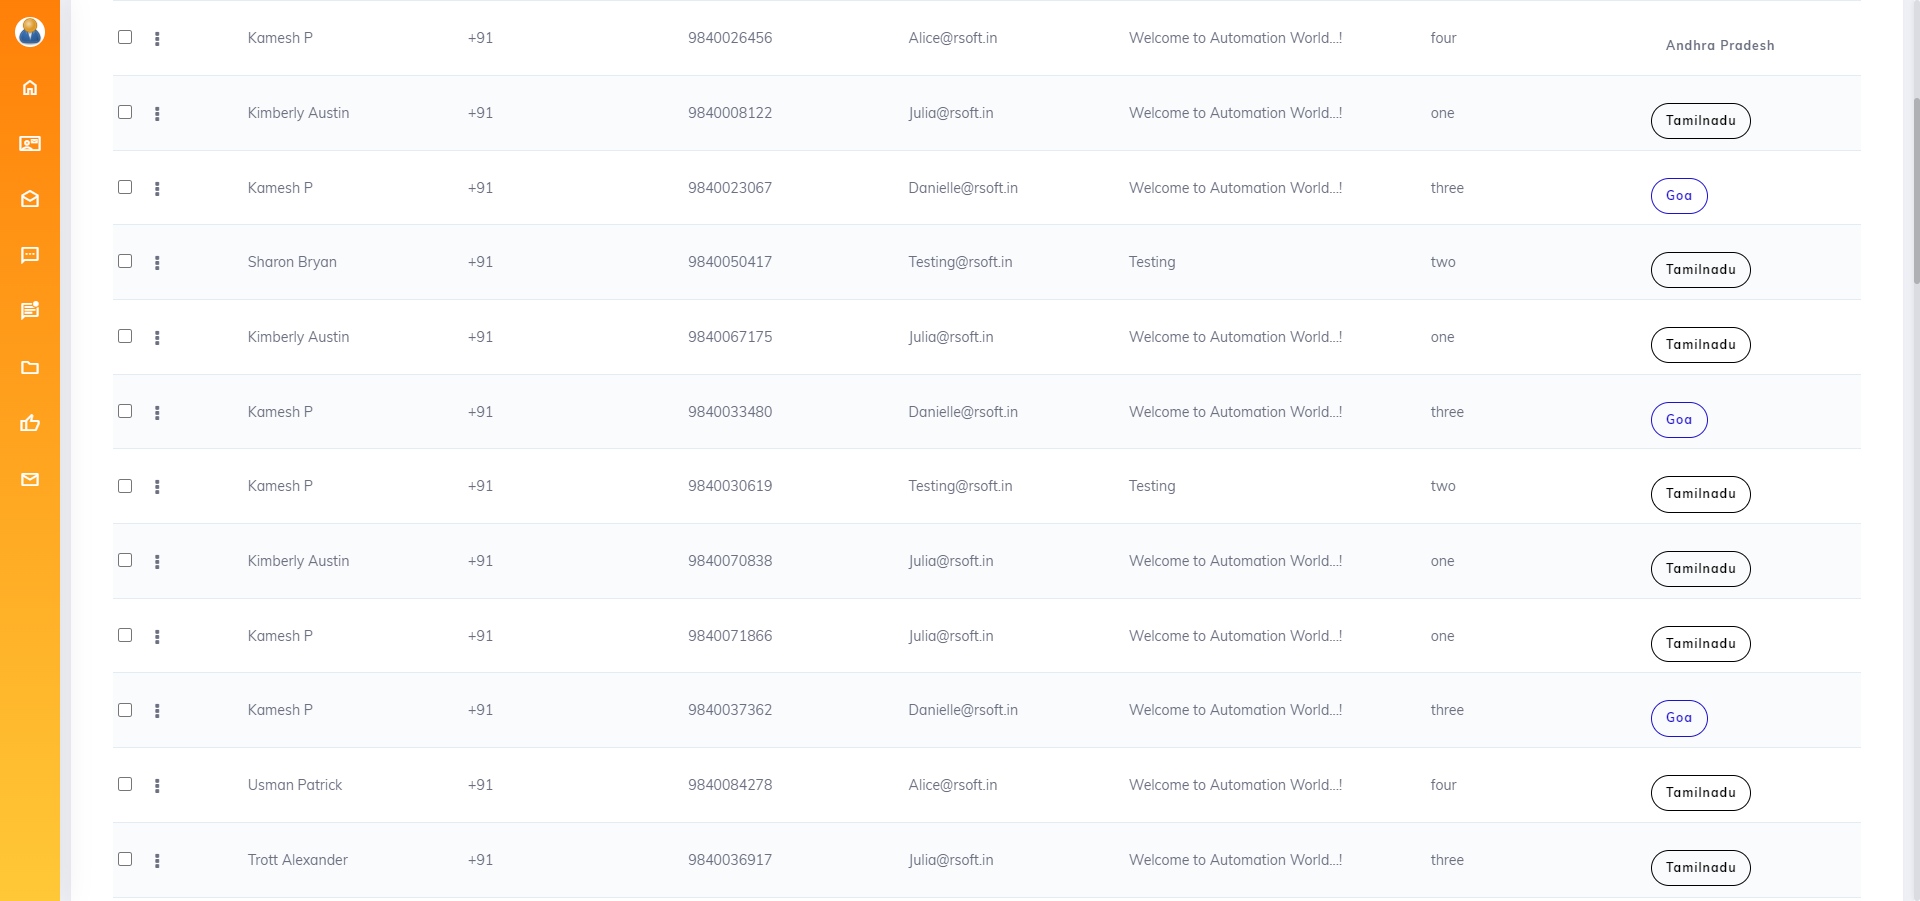 Kamesh P +91 9840026456 Alice@rsoft.in Welcome to Automation World...! four Andhra Pradesh
Kimberly Austin +91 9840008122 Julia@rsoft.in Welcome to Automation World...! one Tamilnadu
Kamesh P +91 9840023067 Danielle@rsoft.in Welcome to Automation World...! three Goa
Sharon Bryan +91 9840050417 Testing@rsoft.in Testing two Tamilnadu
Kimberly Austin +91 9840067175 Julia@rsoft.in Welcome to Automation World...! one Tamilnadu
Kamesh P +91 9840033480 Danielle@rsoft.in Welcome to Automation World...! three Goa
Kamesh P +91 9840030619 Testing@rsoft.in Testing two Tamilnadu
Kimberly Austin +91 9840070838 Julia@rsoft.in Welcome to Automation World...! one Tamilnadu
Kamesh P +91 9840071866 Julia@rsoft.in Welcome to Automation World...! one Tamilnadu
Kamesh P +91 9840037362 Danielle@rsoft.in Welcome to Automation World...! three Goa
Usman Patrick +91 9840084278 Alice@rsoft.in Welcome to Automation World...! four Tamilnadu
Trott Alexander +91 9840036917 Julia@rsoft.in Welcome to Automation World...! three Tamilnadu